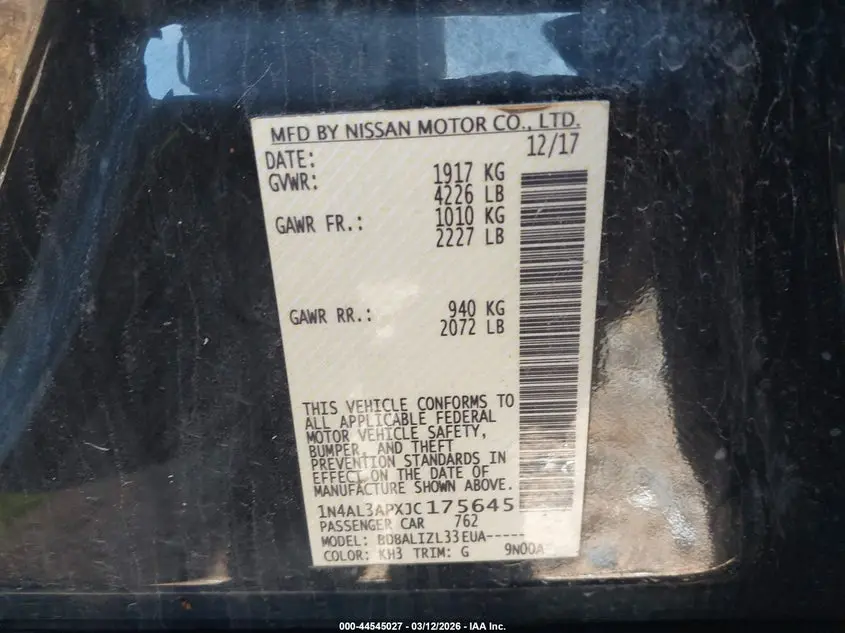 MFD BY NISSAN MOTOR CO., LTD.
DATE: 12/17
GVWR: 1917 KG
4226 LB
GAWR FR.: 1010 KG
2227 LB
GAWR RR.: 940 KG
2072 LB
THIS VEHICLE CONFORMS TO
ALL APPLICABLE FEDERAL
MOTOR VEHICLE SAFETY,
BUMPER, AND THEFT
PREVENTION STANDARDS IN
EFFECT ON THE DATE OF
MANUFACTURE SHOWN ABOVE.
1N4AL3APXJC175645
PASSENGER CAR 762
MODEL: BDBALIZL33EUA-----
COLOR: KH3 TRIM: G 9N00A
000-44545027 - 03/12/2026 - IAA Inc.